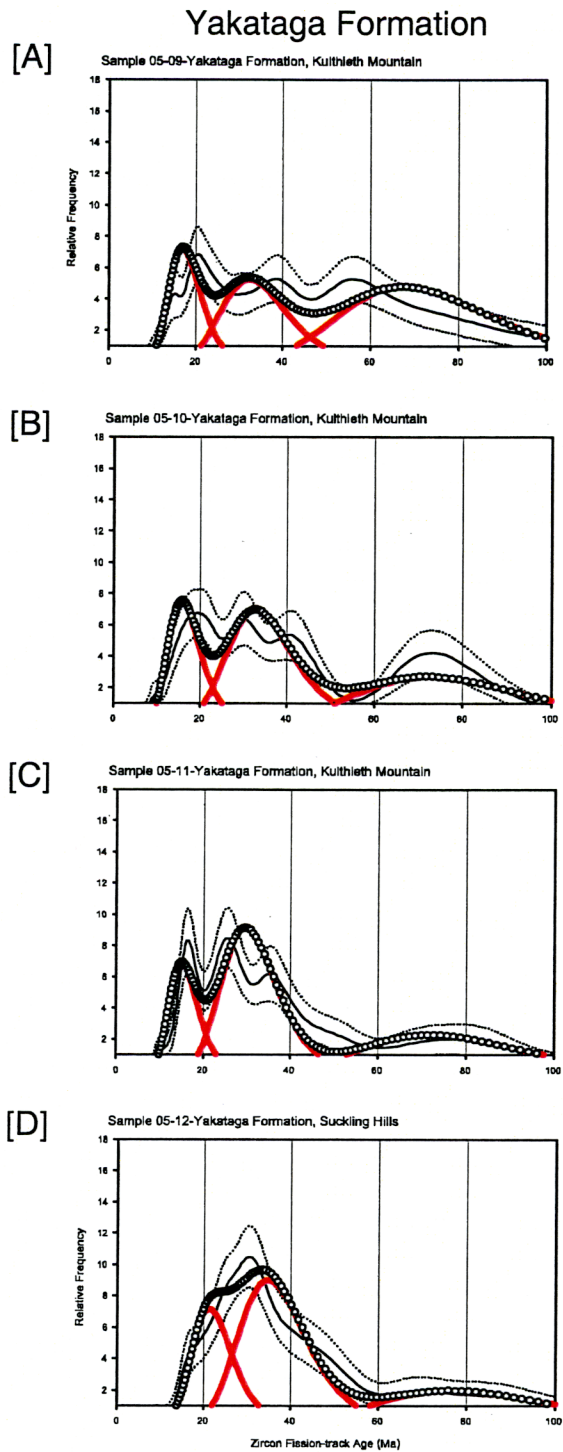 Yakataga Formation
[A]
Sample 05-09-Yakataga Formation, Kulthieth Mountain
Relative Frequency
18
16
14
12
10
8
6
4
2
0 20 40 60 80 100
[B]
Sample 05-10-Yakataga Formation, Kulthieth Mountain
18
16
14
12
10
8
6
4
2
0 20 40 60 80 100
[C]
Sample 05-11-Yakataga Formation, Kulthieth Mountain
18
16
14
12
10
8
6
4
2
0 20 40 60 80 100
[D]
Sample 05-12-Yakataga Formation, Suckling Hills
Relative Frequency
18
16
14
12
10
8
6
4
2
0 20 40 60 80 100
Zircon Fission-track Age (Ma)